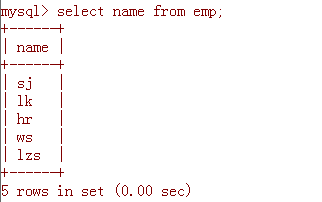 mysql> select name from emp;
+------+
| name |
+------+
| sj   |
| lk   |
| hr   |
| ws   |
| lzs  |
+------+
5 rows in set (0.00 sec)